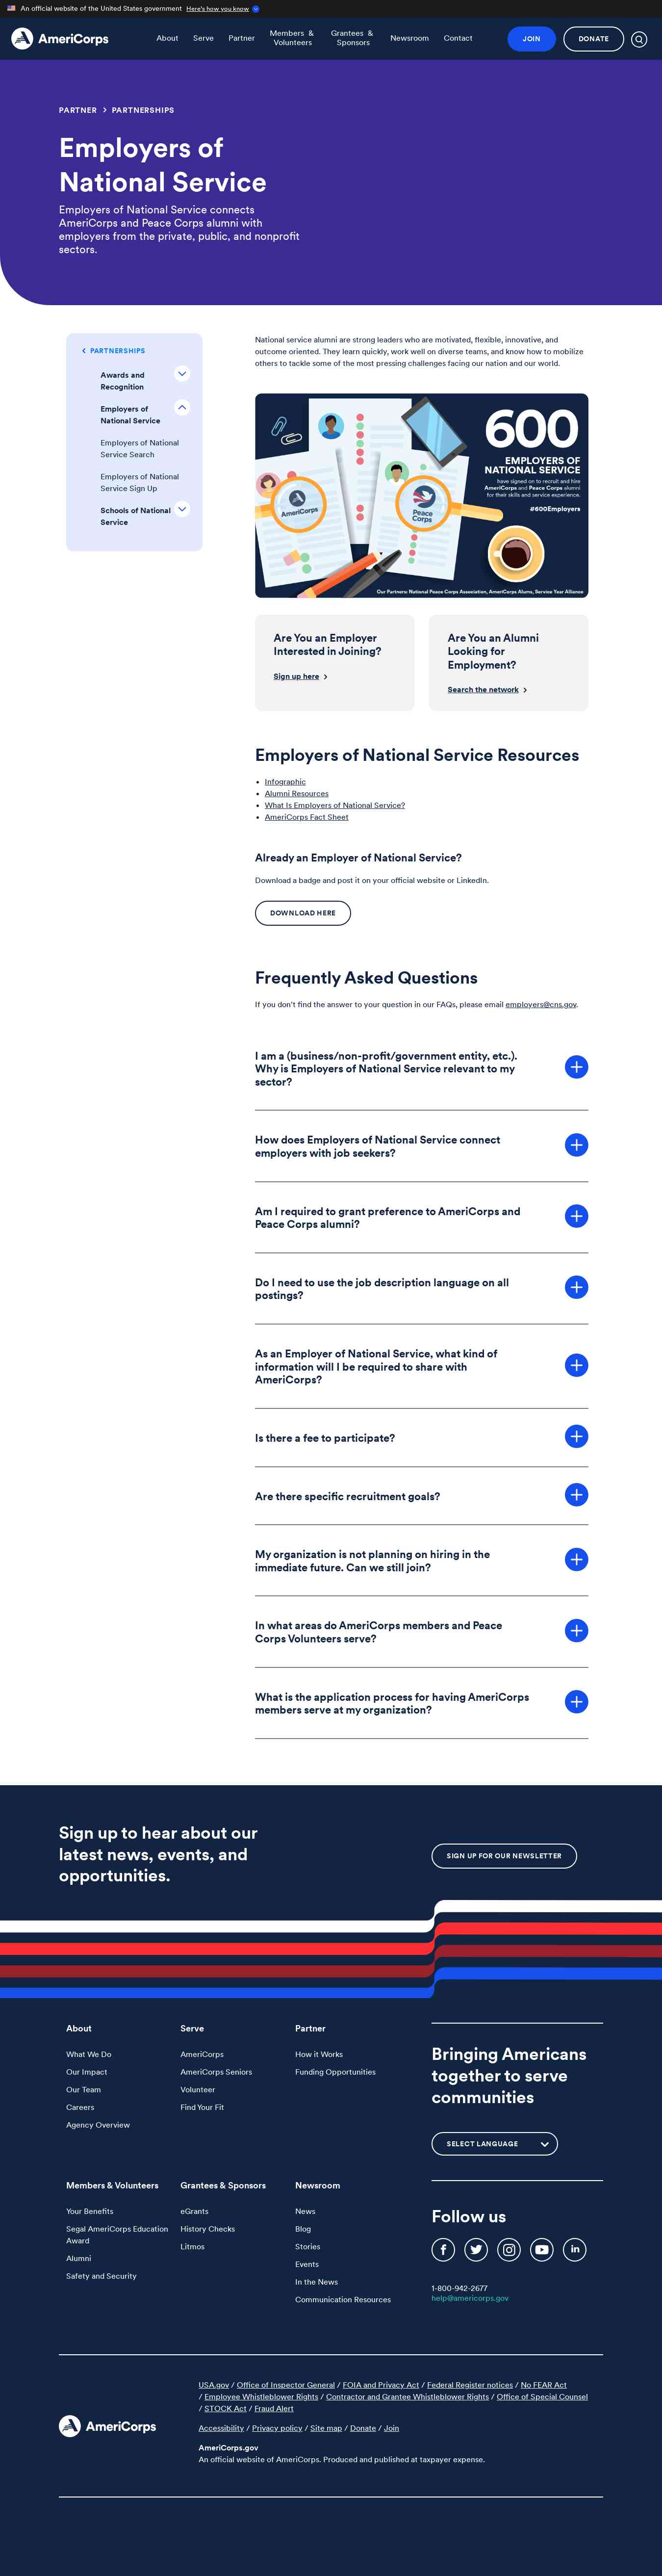 An official website of the United States government Here's how you know
AmeriCorps
About
Serve
Partner
Members &
Volunteers
Grantees &
Sponsors
Newsroom
Contact
JOIN
DONATE
PARTNER > PARTNERSHIPS
Employers of
National Service
Employers of National Service connects
AmeriCorps and Peace Corps alumni with
employers from the private, public, and nonprofit
sectors.
PARTNERSHIPS
Awards and
Recognition
Employers of
National Service
Employers of National
Service Search
Employers of National
Service Sign Up
Schools of National
Service
National service alumni are strong leaders who are motivated, flexible, innovative, and
outcome oriented. They learn quickly, work well on diverse teams, and know how to mobilize
others to tackle some of the most pressing challenges facing our nation and our world.
600
EMPLOYERS OF
NATIONAL SERVICE
have signed on to recruit and hire
AmeriCorps and Peace Corps alumni
for their skills and service experience.
#600Employers
AmeriCorps
Peace
Corps
Our Partners: National Peace Corps Association, AmeriCorps Alums, Service Year Alliance
Are You an Employer
Interested in Joining?
Sign up here
Are You an Alumni
Looking for
Employment?
Search the network
Employers of National Service Resources
Infographic
Alumni Resources
What Is Employers of National Service?
AmeriCorps Fact Sheet
Already an Employer of National Service?
Download a badge and post it on your official website or LinkedIn.
DOWNLOAD HERE
Frequently Asked Questions
If you don't find the answer to your question in our FAQs, please email employers@cns.gov.
I am a (business/non-profit/government entity, etc.).
Why is Employers of National Service relevant to my
sector?
How does Employers of National Service connect
employers with job seekers?
Am I required to grant preference to AmeriCorps and
Peace Corps alumni?
Do I need to use the job description language on all
postings?
As an Employer of National Service, what kind of
information will I be required to share with
AmeriCorps?
Is there a fee to participate?
Are there specific recruitment goals?
My organization is not planning on hiring in the
immediate future. Can we still join?
In what areas do AmeriCorps members and Peace
Corps Volunteers serve?
What is the application process for having AmeriCorps
members serve at my organization?
Sign up to hear about our
latest news, events, and
opportunities.
SIGN UP FOR OUR NEWSLETTER
About
What We Do
Our Impact
Our Team
Careers
Agency Overview
Serve
AmeriCorps
AmeriCorps Seniors
Volunteer
Find Your Fit
Partner
How it Works
Funding Opportunities
Bringing Americans
together to serve
communities
SELECT LANGUAGE
Members & Volunteers
Your Benefits
Segal AmeriCorps Education
Award
Alumni
Safety and Security
Grantees & Sponsors
eGrants
History Checks
Litmos
Newsroom
News
Blog
Stories
Events
In the News
Communication Resources
Follow us
1-800-942-2677
help@americorps.gov
AmeriCorps
USA.gov / Office of Inspector General / FOIA and Privacy Act / Federal Register notices / No FEAR Act
/ Employee Whistleblower Rights / Contractor and Grantee Whistleblower Rights / Office of Special Counsel
/ STOCK Act / Fraud Alert
Accessibility / Privacy policy / Site map / Donate / Join
AmeriCorps.gov
An official website of AmeriCorps. Produced and published at taxpayer expense.